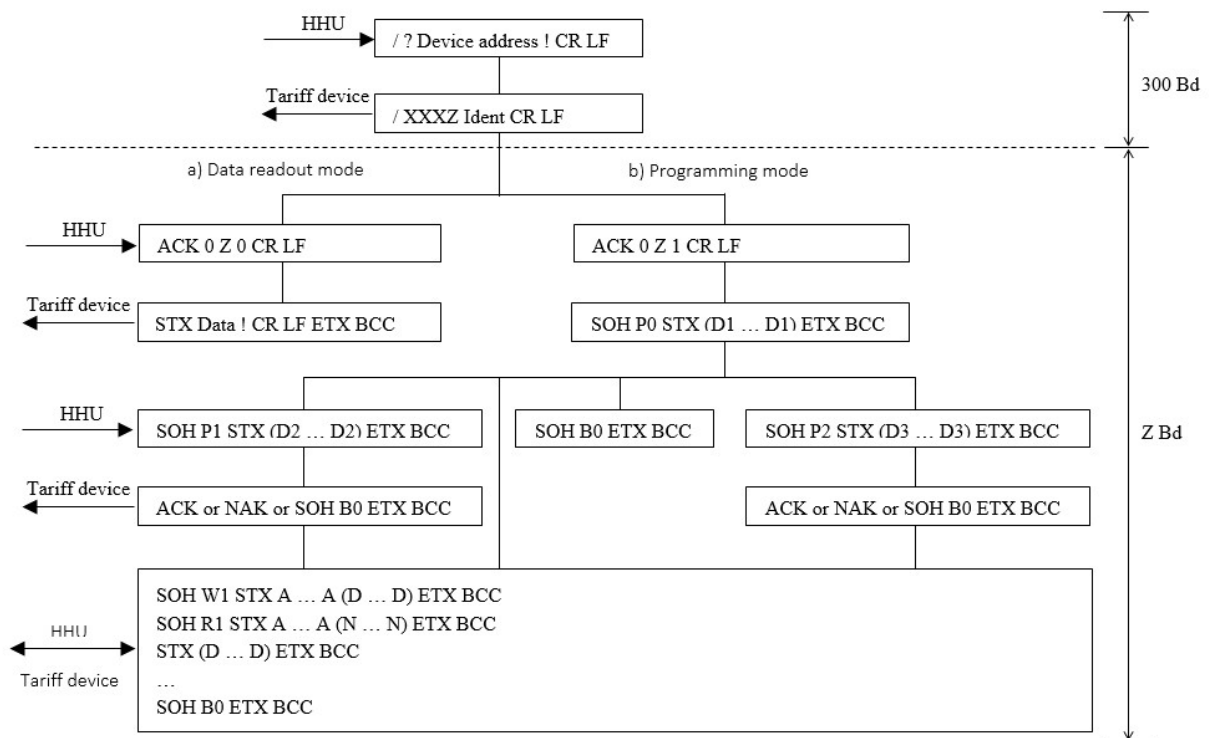 HHU
/ ? Device address ! CR LF
300 Bd
Tariff device
/ XXXZ Ident CR LF
a) Data readout mode
b) Programming mode
HHU
ACK 0 Z 0 CR LF
ACK 0 Z 1 CR LF
Tariff device
STX Data ! CR LF ETX BCC
SOH P0 STX (D1 … D1) ETX BCC
HHU
SOH P1 STX (D2 … D2) ETX BCC
SOH B0 ETX BCC
SOH P2 STX (D3 … D3) ETX BCC
Z Bd
Tariff device
ACK or NAK or SOH B0 ETX BCC
ACK or NAK or SOH B0 ETX BCC
SOH W1 STX A … A (D … D) ETX BCC
SOH R1 STX A … A (N … N) ETX BCC
HHU
STX (D … D) ETX BCC
Tariff device
…
SOH B0 ETX BCC